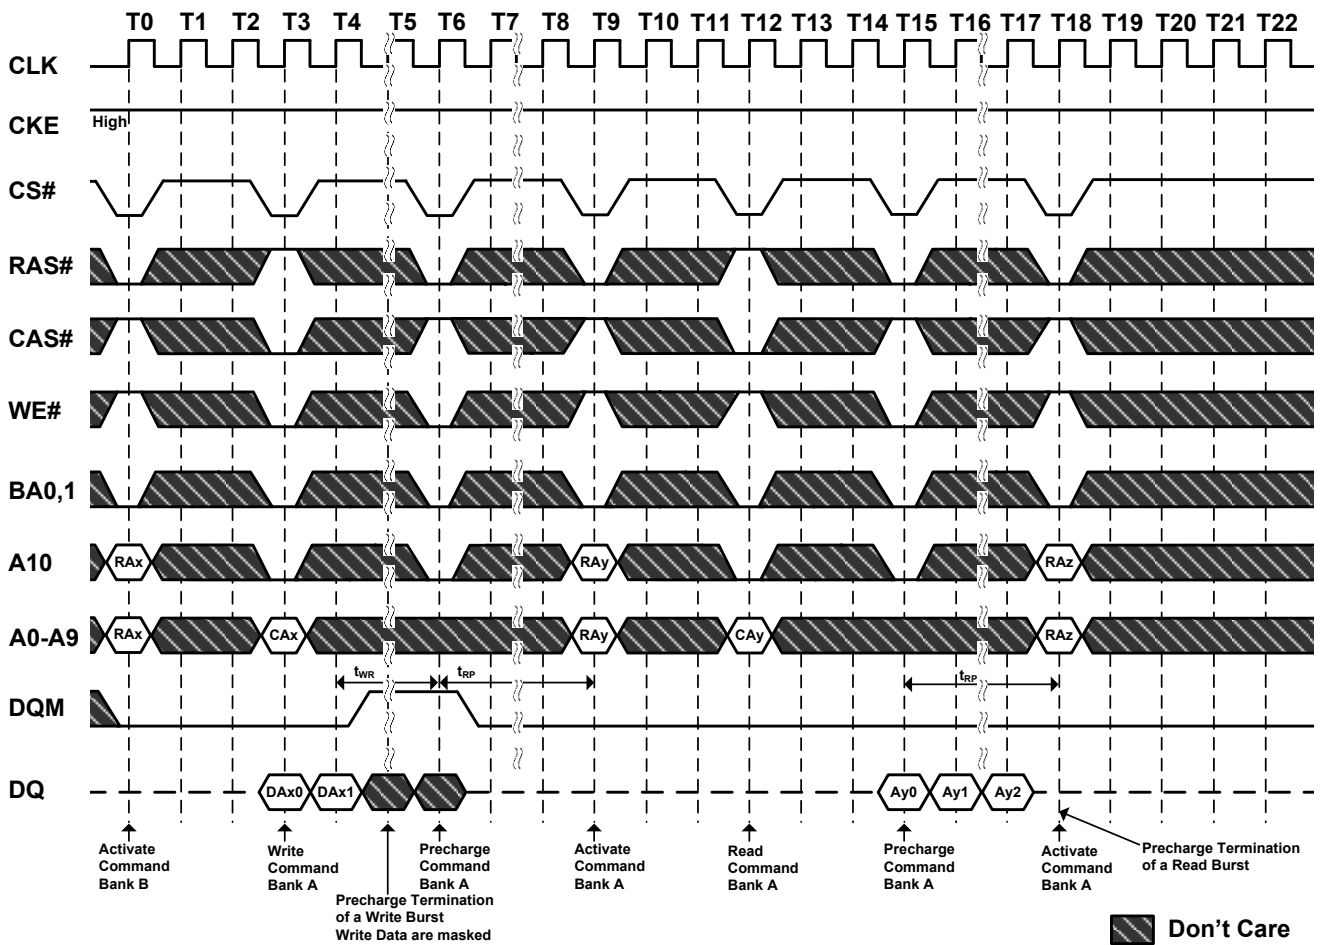 T0 T1 T2 T3 T4 T5 T6 T7 T8 T9 T10 T11 T12 T13 T14 T15 T16 T17 T18 T19 T20 T21 T22
CLK
CKE High
CS#
RAS#
CAS#
WE#
BA0,1
A10 RAx RAy RAz
A0-A9 RAx CAx RAy CAy RAz
tWR tRP tRP
DQM
DQ DAx0 DAx1 Ay0 Ay1 Ay2
Activate
Command
Bank B
Write
Command
Bank A
Precharge Termination
of a Write Burst
Write Data are masked
Precharge
Command
Bank A
Activate
Command
Bank A
Read
Command
Bank A
Precharge
Command
Bank A
Activate
Command
Bank A
Precharge Termination
of a Read Burst
Don't Care